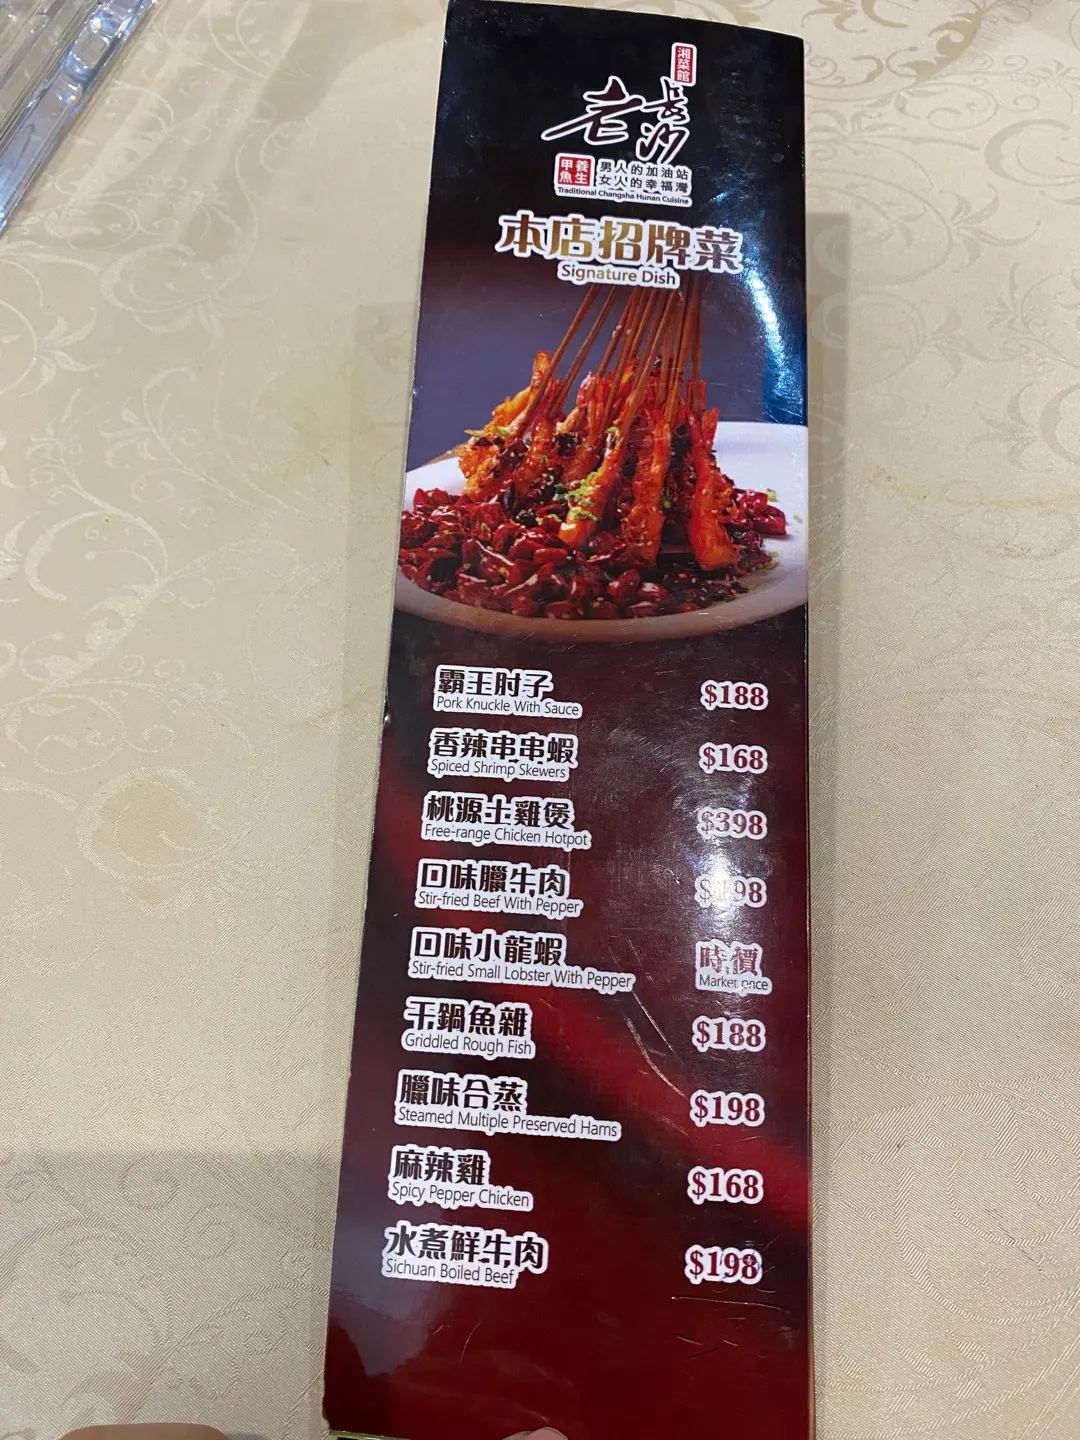 湘菜館
老長沙
甲魚養生
男人的加油站
女人的幸福灣
Traditional Changsha Hunan Cuisine
本店招牌菜
Signature Dish
霸王肘子 $188
Pork Knuckle With Sauce
香辣串串蝦 $168
Spiced Shrimp Skewers
桃源土雞煲 $398
Free-range Chicken Hotpot
口味臘牛肉 $198
Stir-fried Beef With Pepper
口味小龍蝦 時價
Stir-fried Small Lobster With Pepper Market price
干鍋魚雜 $188
Griddled Rough Fish
臘味合蒸 $198
Steamed Multiple Preserved Hams
麻辣雞 $168
Spicy Pepper Chicken
水煮鮮牛肉 $198
Sichuan Boiled Beef